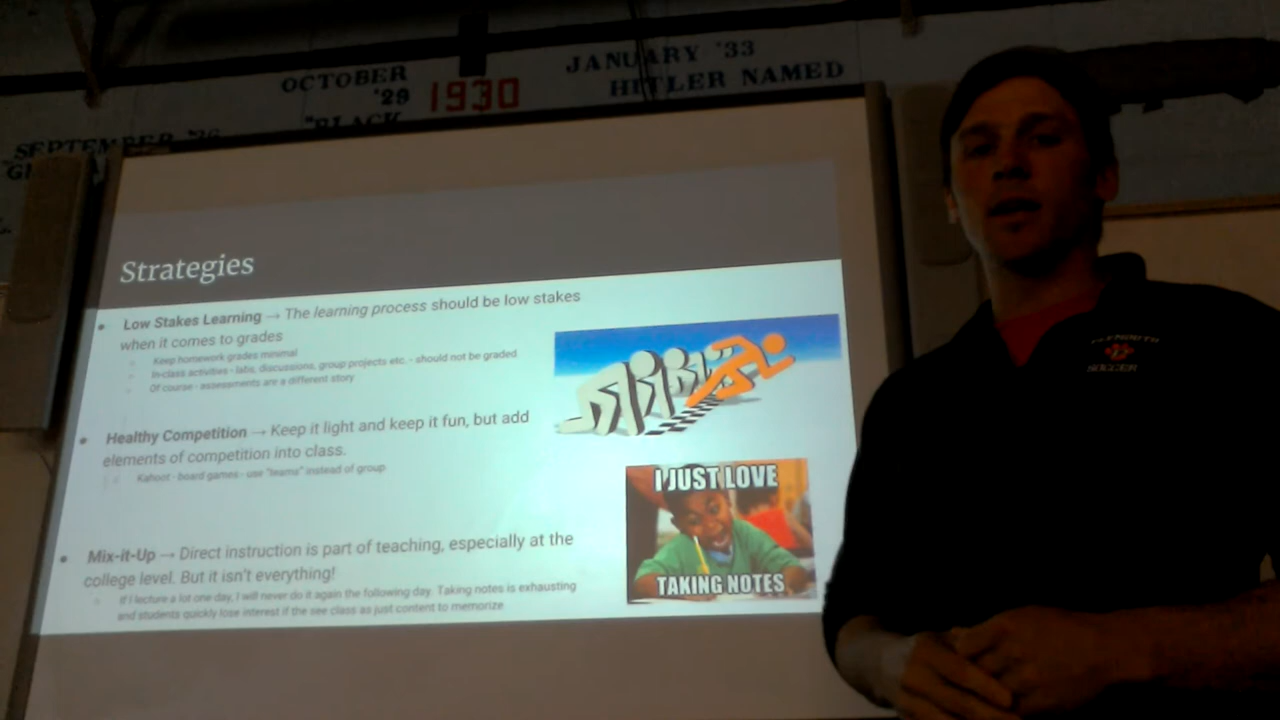 JANUARY '33
OCTOBER
'29
1930
HITLER NAMED
"BLACK
SEPTEMBER '26
Strategies
• Low Stakes Learning → The learning process should be low stakes
when it comes to grades
Keep homework grades minimal
In-class activities - labs, discussions, group projects etc. - should not be graded
Of course - assessments are a different story
• Healthy Competition → Keep it light and keep it fun, but add
elements of competition into class.
Kahoot - board games - use "teams" instead of group
• Mix-it-Up → Direct instruction is part of teaching, especially at the
college level. But it isn't everything!
If I lecture a lot one day, I will never do it again the following day. Taking notes is exhausting
and students quickly lose interest if the see class as just content to memorize
I JUST LOVE
TAKING NOTES
PLYMOUTH
SOCCER